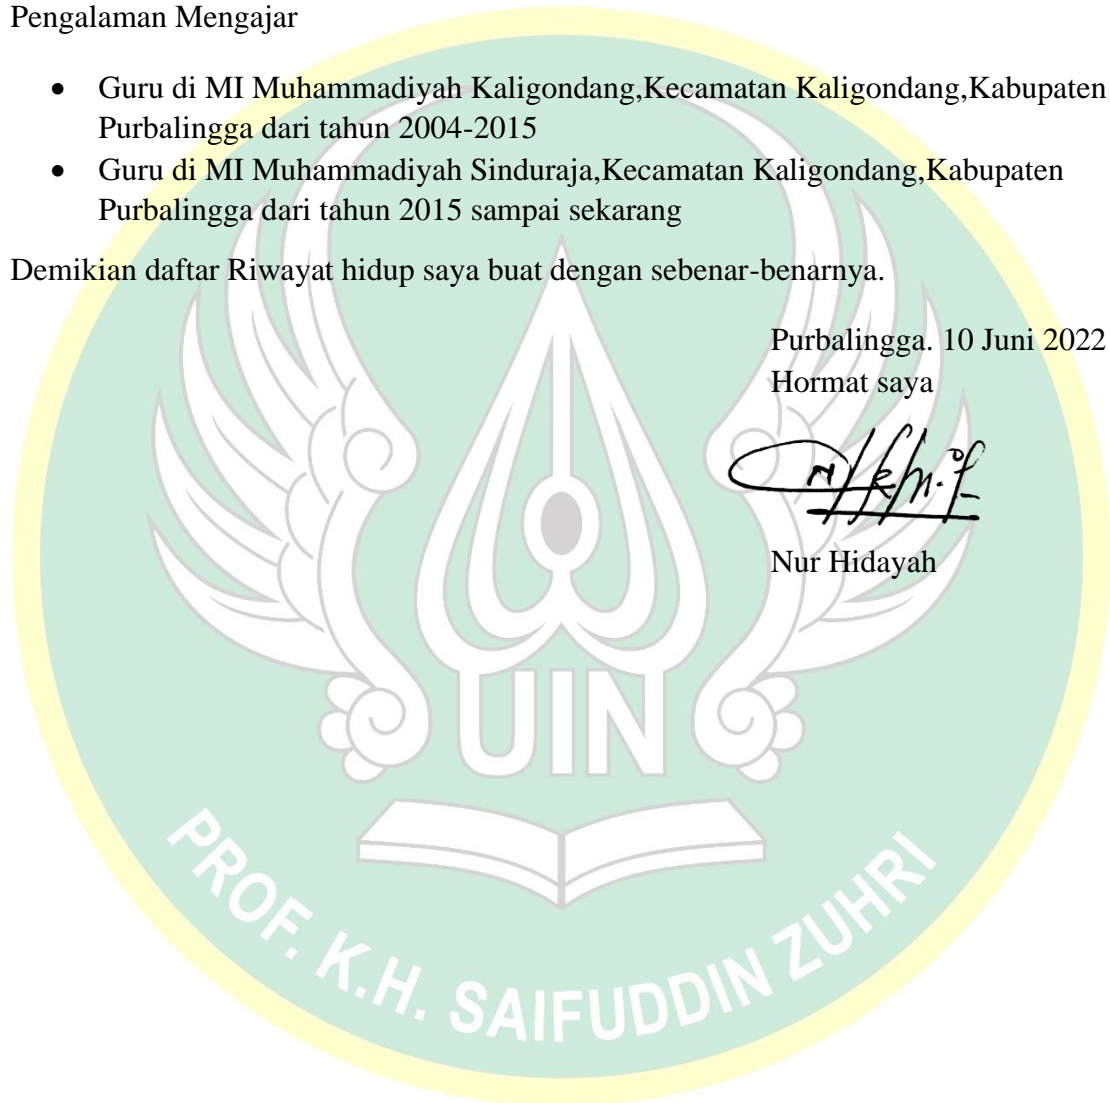 Pengalaman Mengajar
• Guru di MI Muhammadiyah Kaligondang,Kecamatan Kaligondang,Kabupaten
Purbalingga dari tahun 2004-2015
• Guru di MI Muhammadiyah Sinduraja,Kecamatan Kaligondang,Kabupaten
Purbalingga dari tahun 2015 sampai sekarang
Demikian daftar Riwayat hidup saya buat dengan sebenar-benarnya.
Purbalingga. 10 Juni 2022
Hormat saya
Nur Hidayah
UIN
PROF. K.H. SAIFUDDIN ZUHRI